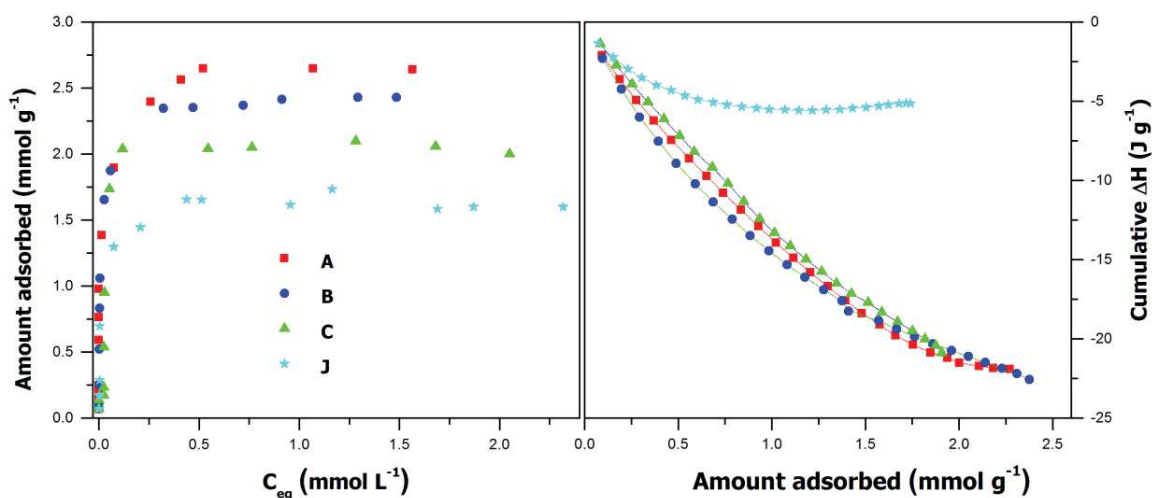 Amount adsorbed (mmol g⁻¹)
3.0
2.5
2.0
1.5
1.0
0.5
0.0
A
B
C
J
0.0 0.5 1.0 1.5 2.0
C_eq (mmol L⁻¹)
0
-5
-10
-15
-20
-25
Cumulative ΔH (J g⁻¹)
0.0 0.5 1.0 1.5 2.0 2.5
Amount adsorbed (mmol g⁻¹)